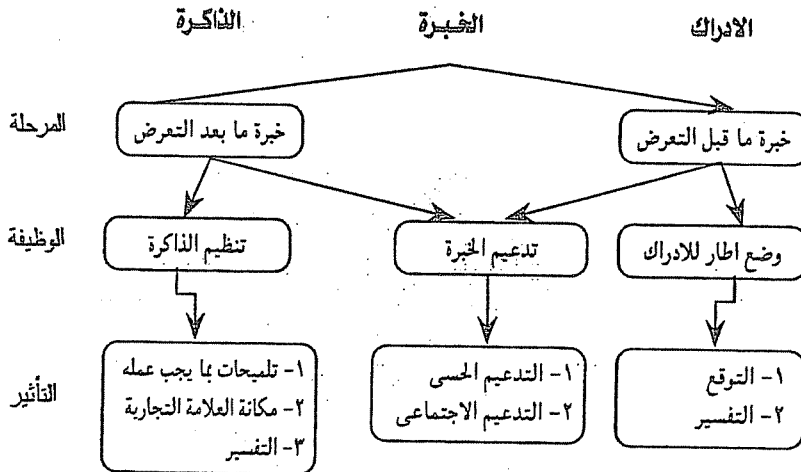 الادراك
الخبرة
الذاكرة
المرحلة
خبرة ما قبل التعرض
خبرة ما بعد التعرض
الوظيفة
وضع اطار للادراك
تدعيم الخبرة
تنظيم الذاكرة
التأثير
١- التوقع
٢- التفسير
١- التدعيم الحسى
٢- التدعيم الاجتماعى
١- تلميحات بما يجب عمله
٢- مكانة العلامة التجارية
٣- التفسير